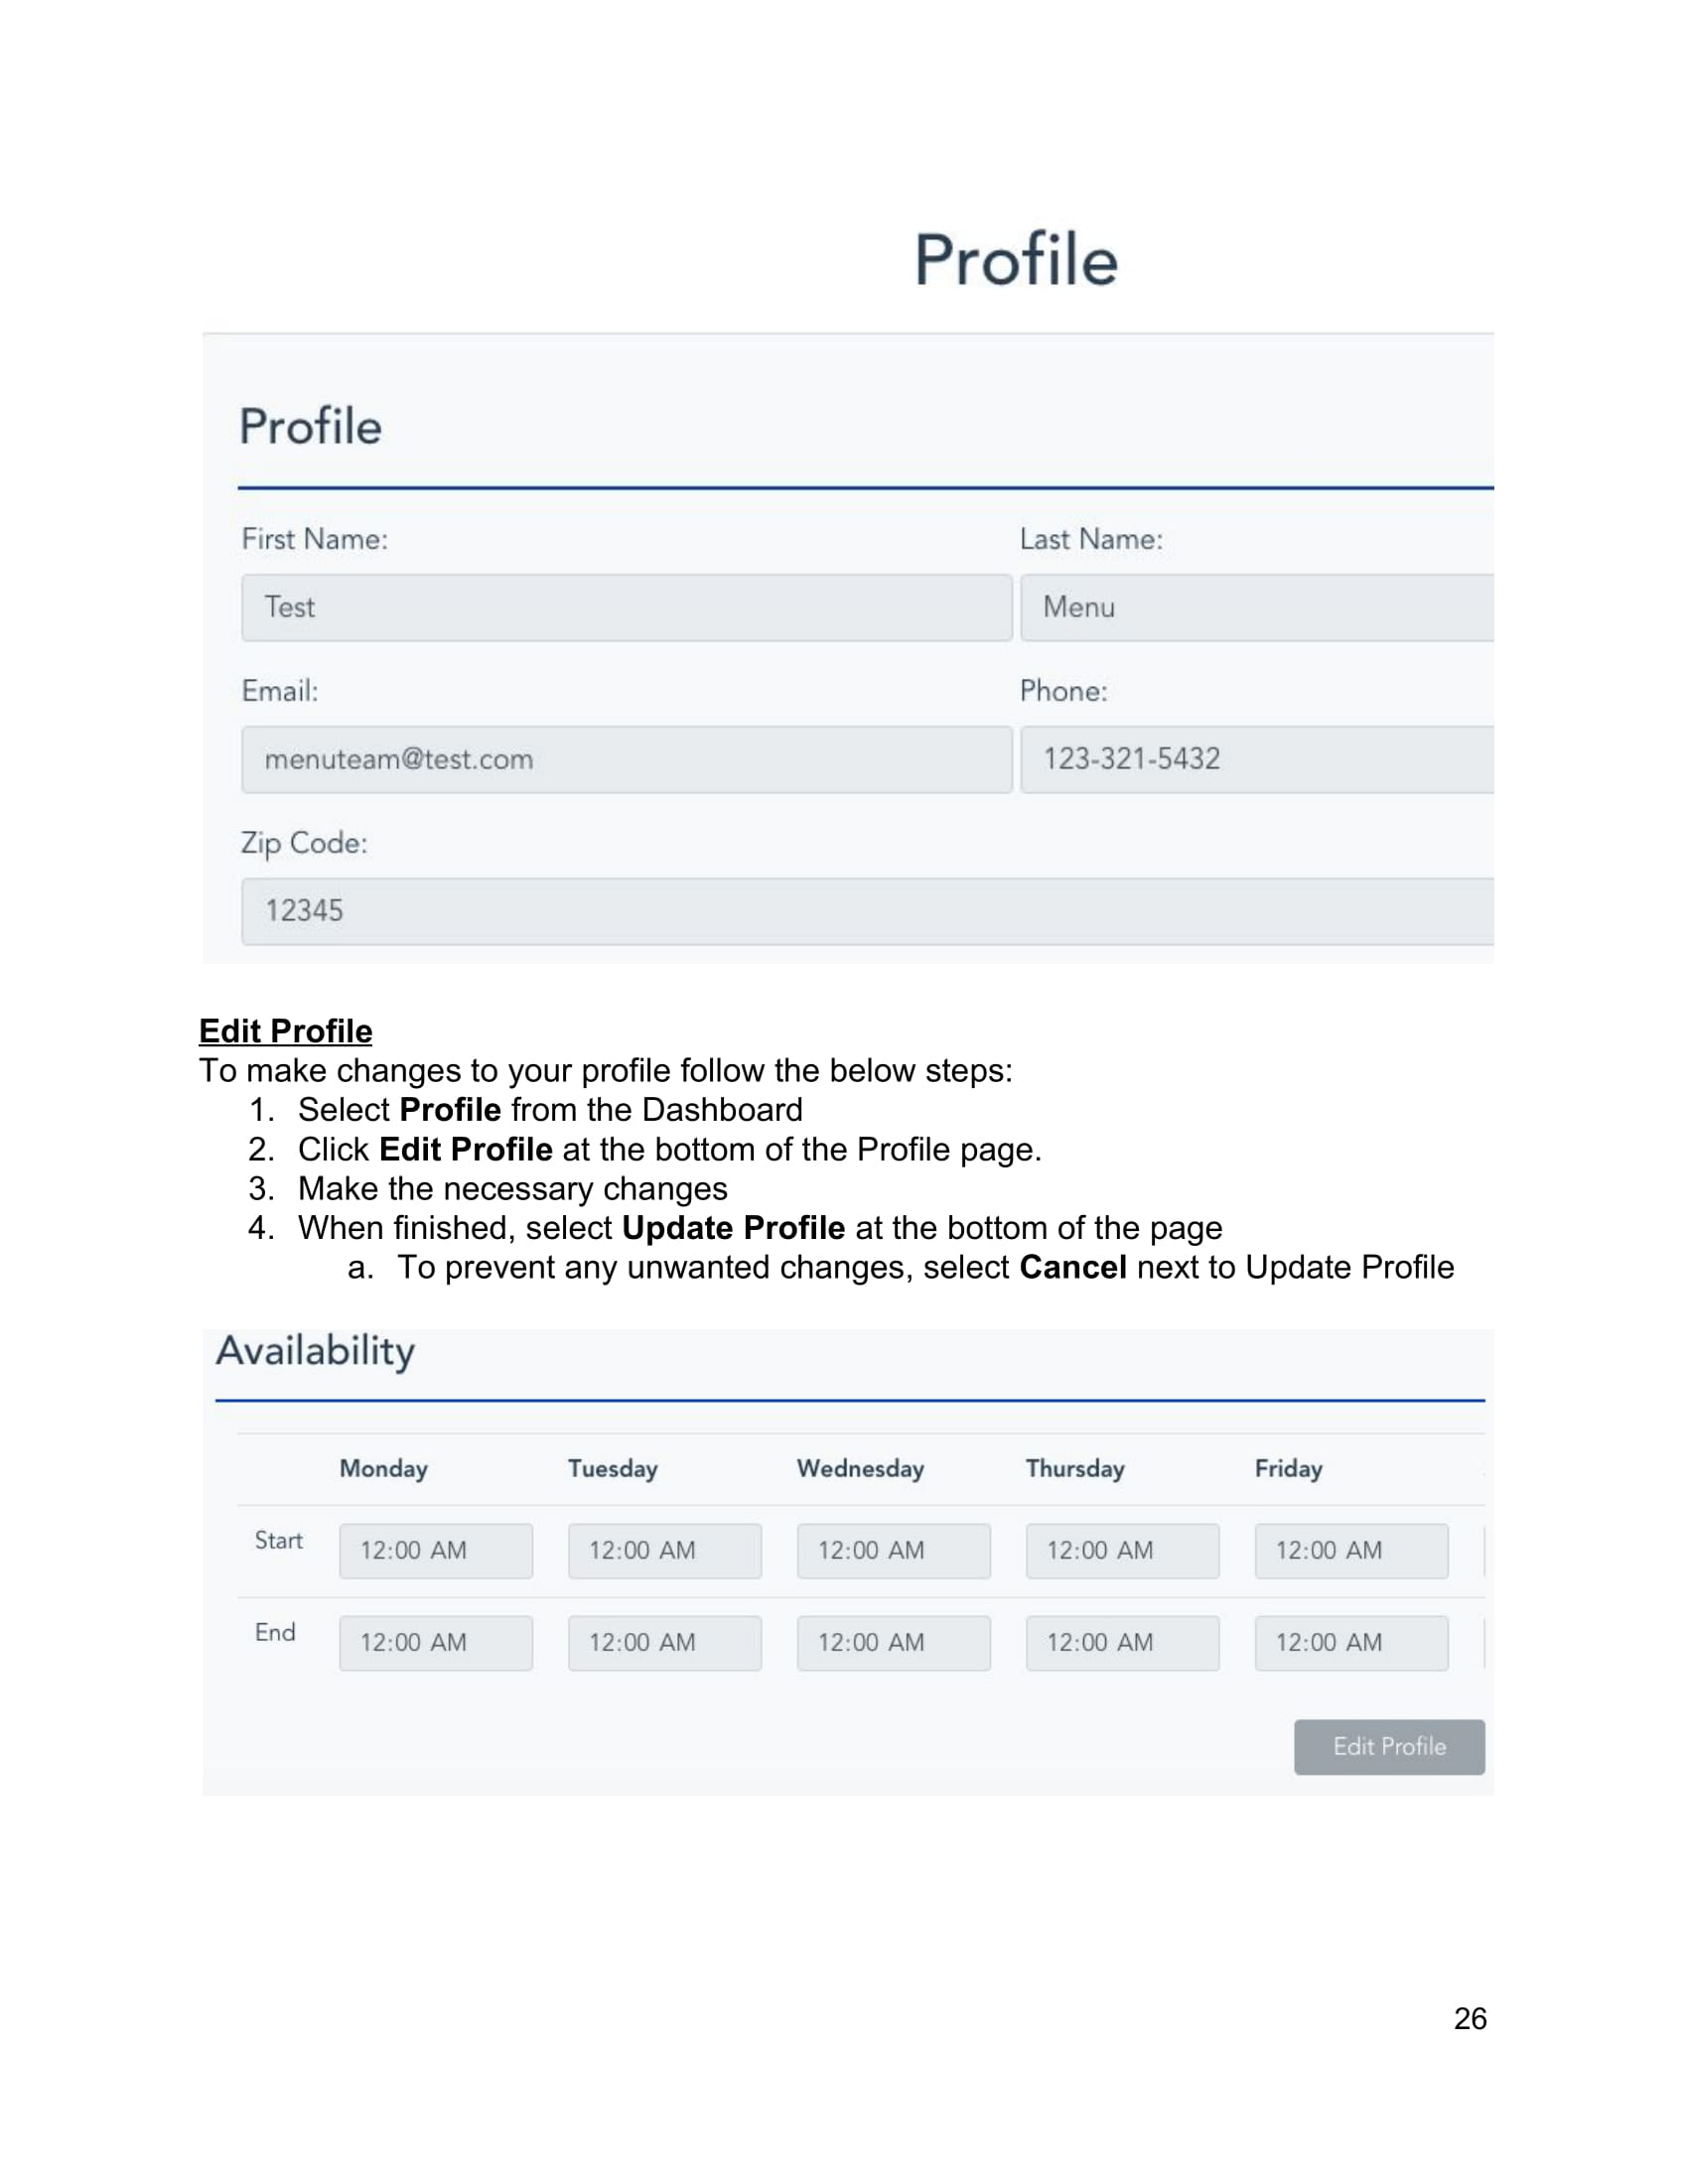 Profile
Profile
First Name: Last Name:
Test Menu
Email: Phone:
menuteam@test.com 123-321-5432
Zip Code:
12345
Edit Profile
To make changes to your profile follow the below steps:
1. Select Profile from the Dashboard
2. Click Edit Profile at the bottom of the Profile page.
3. Make the necessary changes
4. When finished, select Update Profile at the bottom of the page
a. To prevent any unwanted changes, select Cancel next to Update Profile
Availability
Monday Tuesday Wednesday Thursday Friday
Start 12:00 AM 12:00 AM 12:00 AM 12:00 AM 12:00 AM
End 12:00 AM 12:00 AM 12:00 AM 12:00 AM 12:00 AM
Edit Profile
26